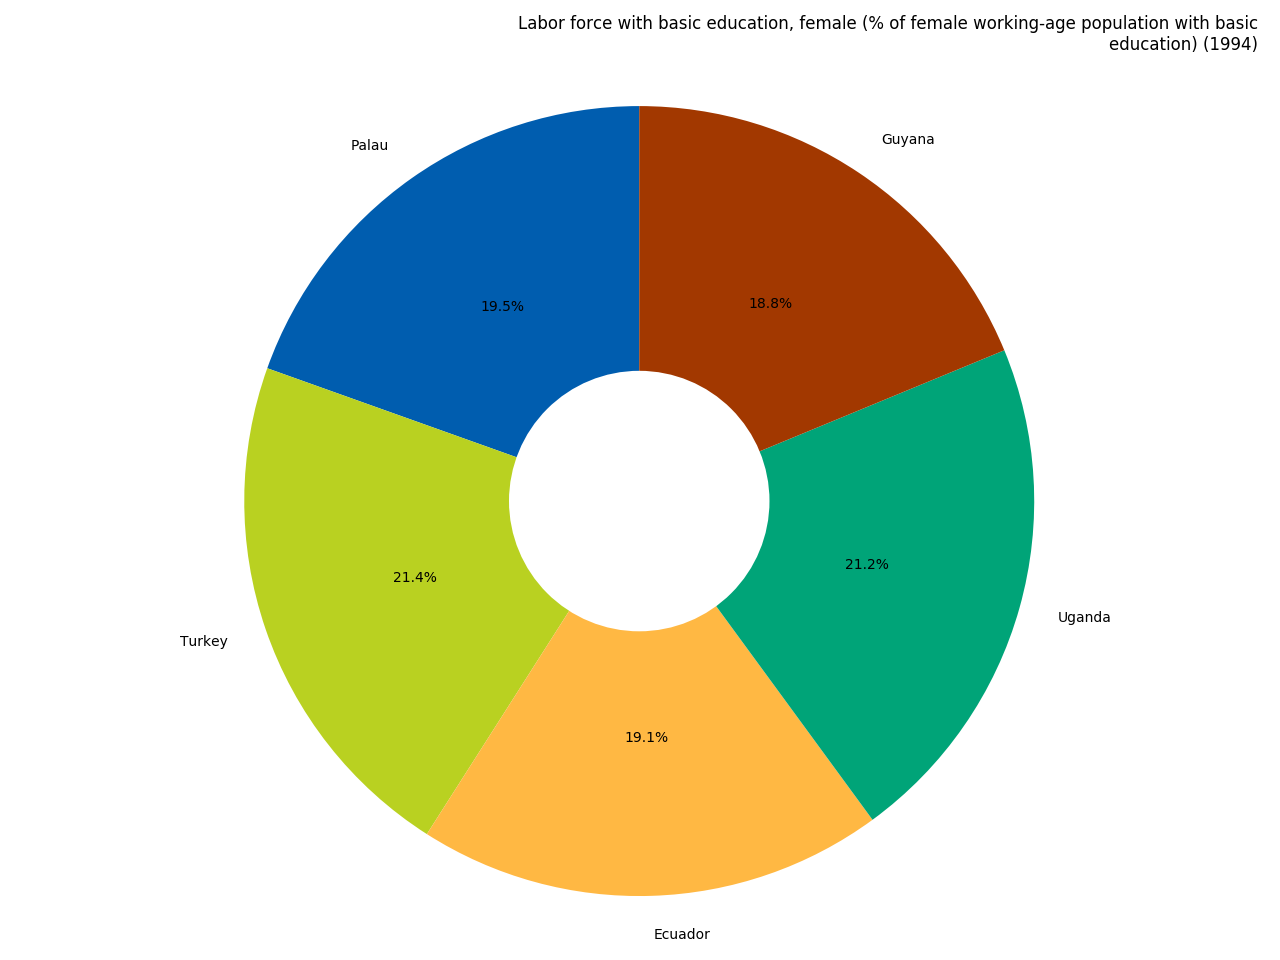 Labor force with basic education, female (% of female working-age population with basic
education) (1994)
Palau
Guyana
19.5%
18.8%
21.4%
21.2%
Turkey
Uganda
19.1%
Ecuador